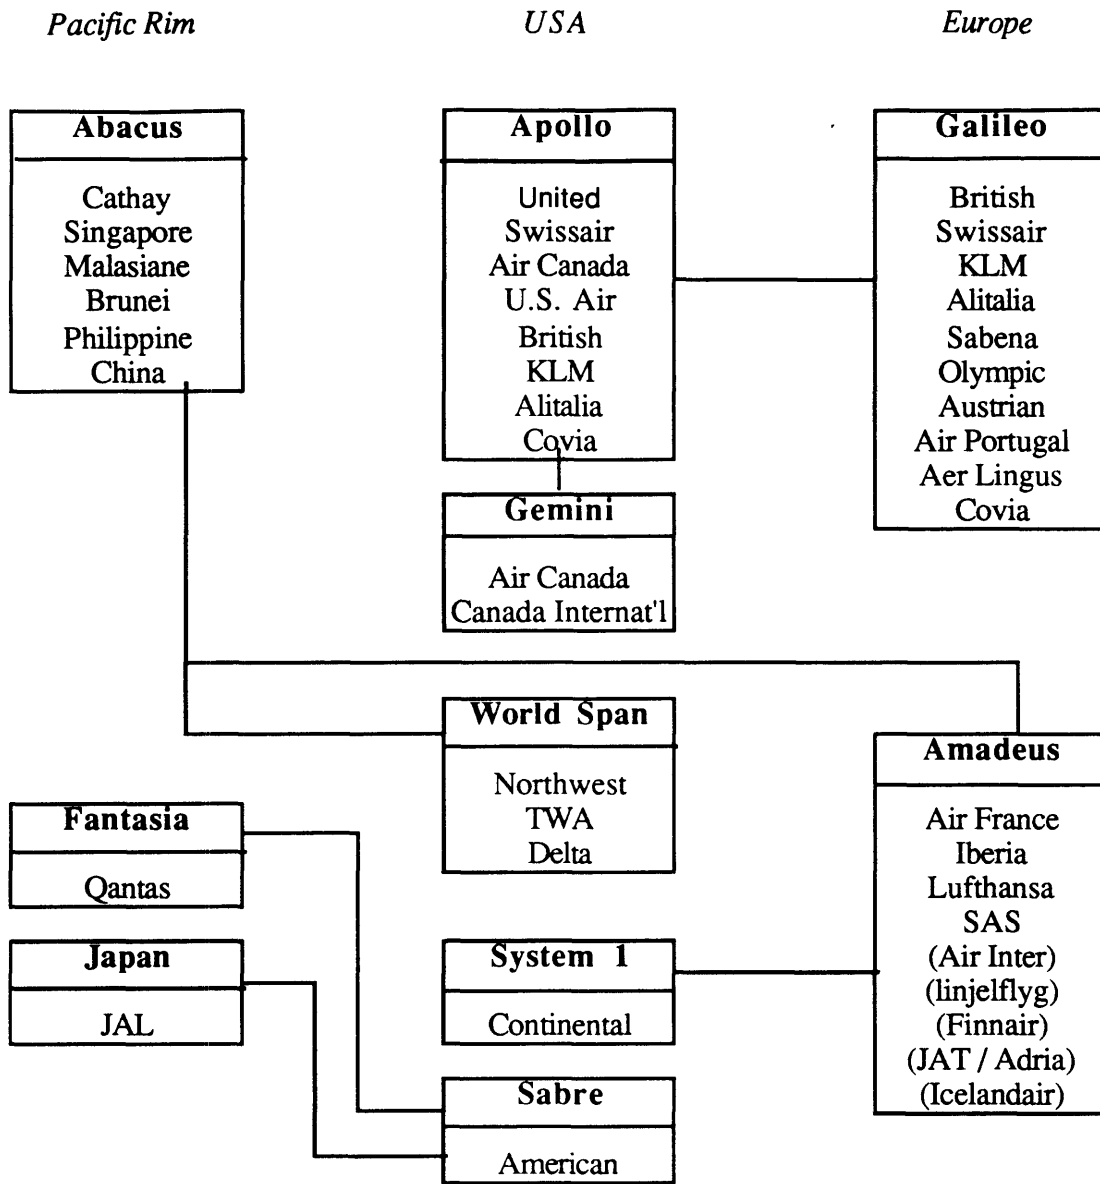 Pacific Rim
USA
Europe
Abacus
Cathay
Singapore
Malasiane
Brunei
Philippine
China
Apollo
United
Swissair
Air Canada
U.S. Air
British
KLM
Alitalia
Covia
Galileo
British
Swissair
KLM
Alitalia
Sabena
Olympic
Austrian
Air Portugal
Aer Lingus
Covia
Gemini
Air Canada
Canada Internat'l
World Span
Northwest
TWA
Delta
Amadeus
Air France
Iberia
Lufthansa
SAS
(Air Inter)
(linjelflyg)
(Finnair)
(JAT / Adria)
(Icelandair)
Fantasia
Qantas
Japan
JAL
System 1
Continental
Sabre
American